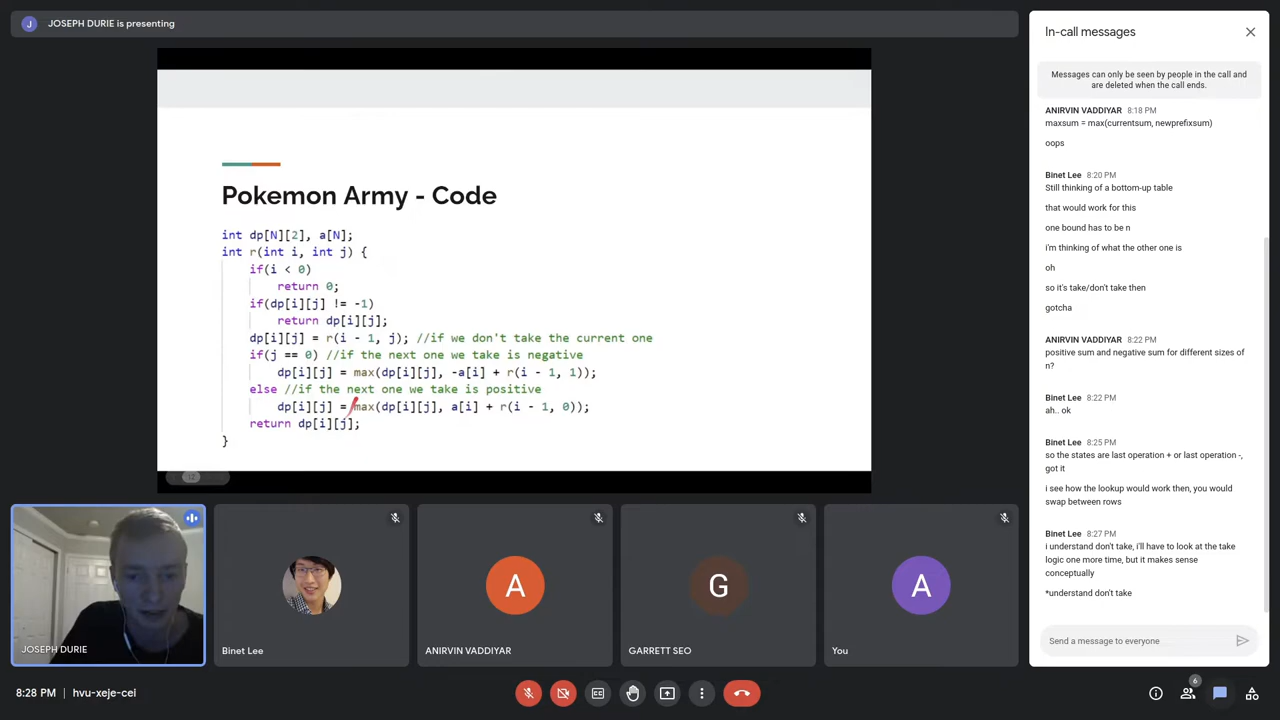 J JOSEPH DURIE is presenting
Pokemon Army - Code
int dp[N][2], a[N];
int r(int i, int j) {
if(i < 0)
return 0;
if(dp[i][j] != -1)
return dp[i][j];
dp[i][j] = r(i - 1, j); //if we don't take the current one
if(j == 0) //if the next one we take is negative
dp[i][j] = max(dp[i][j], -a[i] + r(i - 1, 1));
else //if the next one we take is positive
dp[i][j] = max(dp[i][j], a[i] + r(i - 1, 0));
return dp[i][j];
}
12
JOSEPH DURIE
Binet Lee
A
ANIRVIN VADDIYAR
G
GARRETT SEO
A
You
8:28 PM | hvu-xeje-cei
In-call messages
Messages can only be seen by people in the call and
are deleted when the call ends.
ANIRVIN VADDIYAR 8:18 PM
maxsum = max(currentsum, newprefixsum)
oops
Binet Lee 8:20 PM
Still thinking of a bottom-up table
that would work for this
one bound has to be n
i'm thinking of what the other one is
oh
so it's take/don't take then
gotcha
ANIRVIN VADDIYAR 8:22 PM
positive sum and negative sum for different sizes of
n?
Binet Lee 8:22 PM
ah.. ok
Binet Lee 8:25 PM
so the states are last operation + or last operation -,
got it
i see how the lookup would work then, you would
swap between rows
Binet Lee 8:27 PM
i understand don't take, i'll have to look at the take
logic one more time, but it makes sense
conceptually
*understand don't take
Send a message to everyone
6